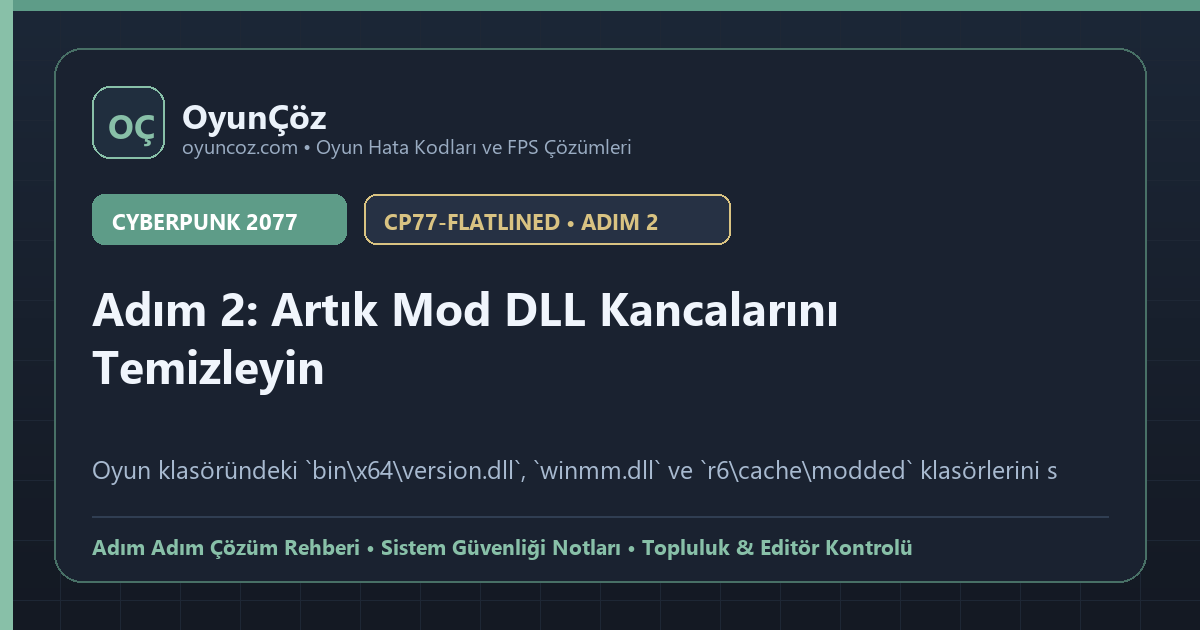 OÇ
OyunÇöz
oyuncoz.com • Oyun Hata Kodları ve FPS Çözümleri
CYBERPUNK 2077
CP77-FLATLINED • ADIM 2
Adım 2: Artık Mod DLL Kancalarını
Temizleyin
Oyun klasöründeki `bin\x64\version.dll`, `winmm.dll` ve `r6\cache\modded` klasörlerini s
Adım Adım Çözüm Rehberi • Sistem Güvenliği Notları • Topluluk & Editör Kontrolü